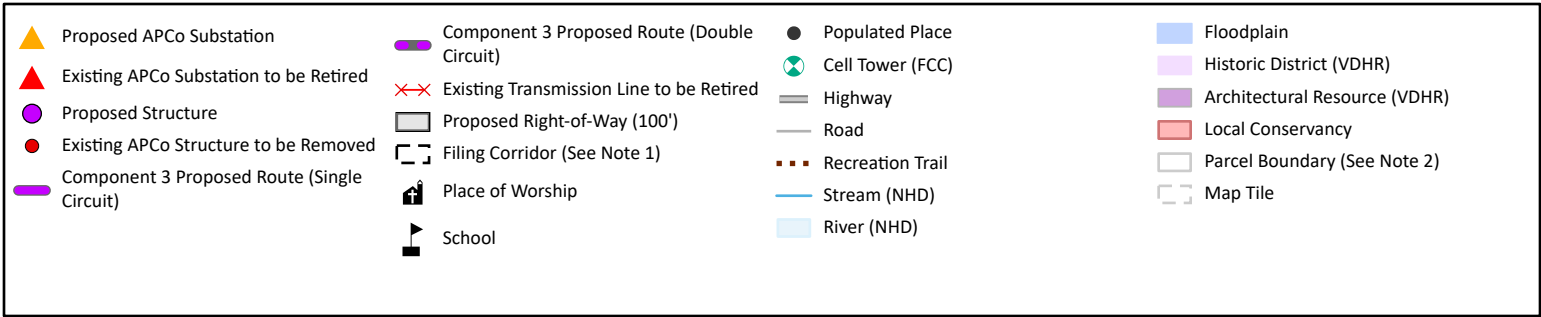 Proposed APCo Substation
Existing APCo Substation to be Retired
Proposed Structure
Existing APCo Structure to be Removed
Component 3 Proposed Route (Single
Circuit)
Component 3 Proposed Route (Double
Circuit)
Existing Transmission Line to be Retired
Proposed Right-of-Way (100')
Filing Corridor (See Note 1)
Place of Worship
School
Populated Place
Cell Tower (FCC)
Highway
Road
Recreation Trail
Stream (NHD)
River (NHD)
Floodplain
Historic District (VDHR)
Architectural Resource (VDHR)
Local Conservancy
Parcel Boundary (See Note 2)
Map Tile